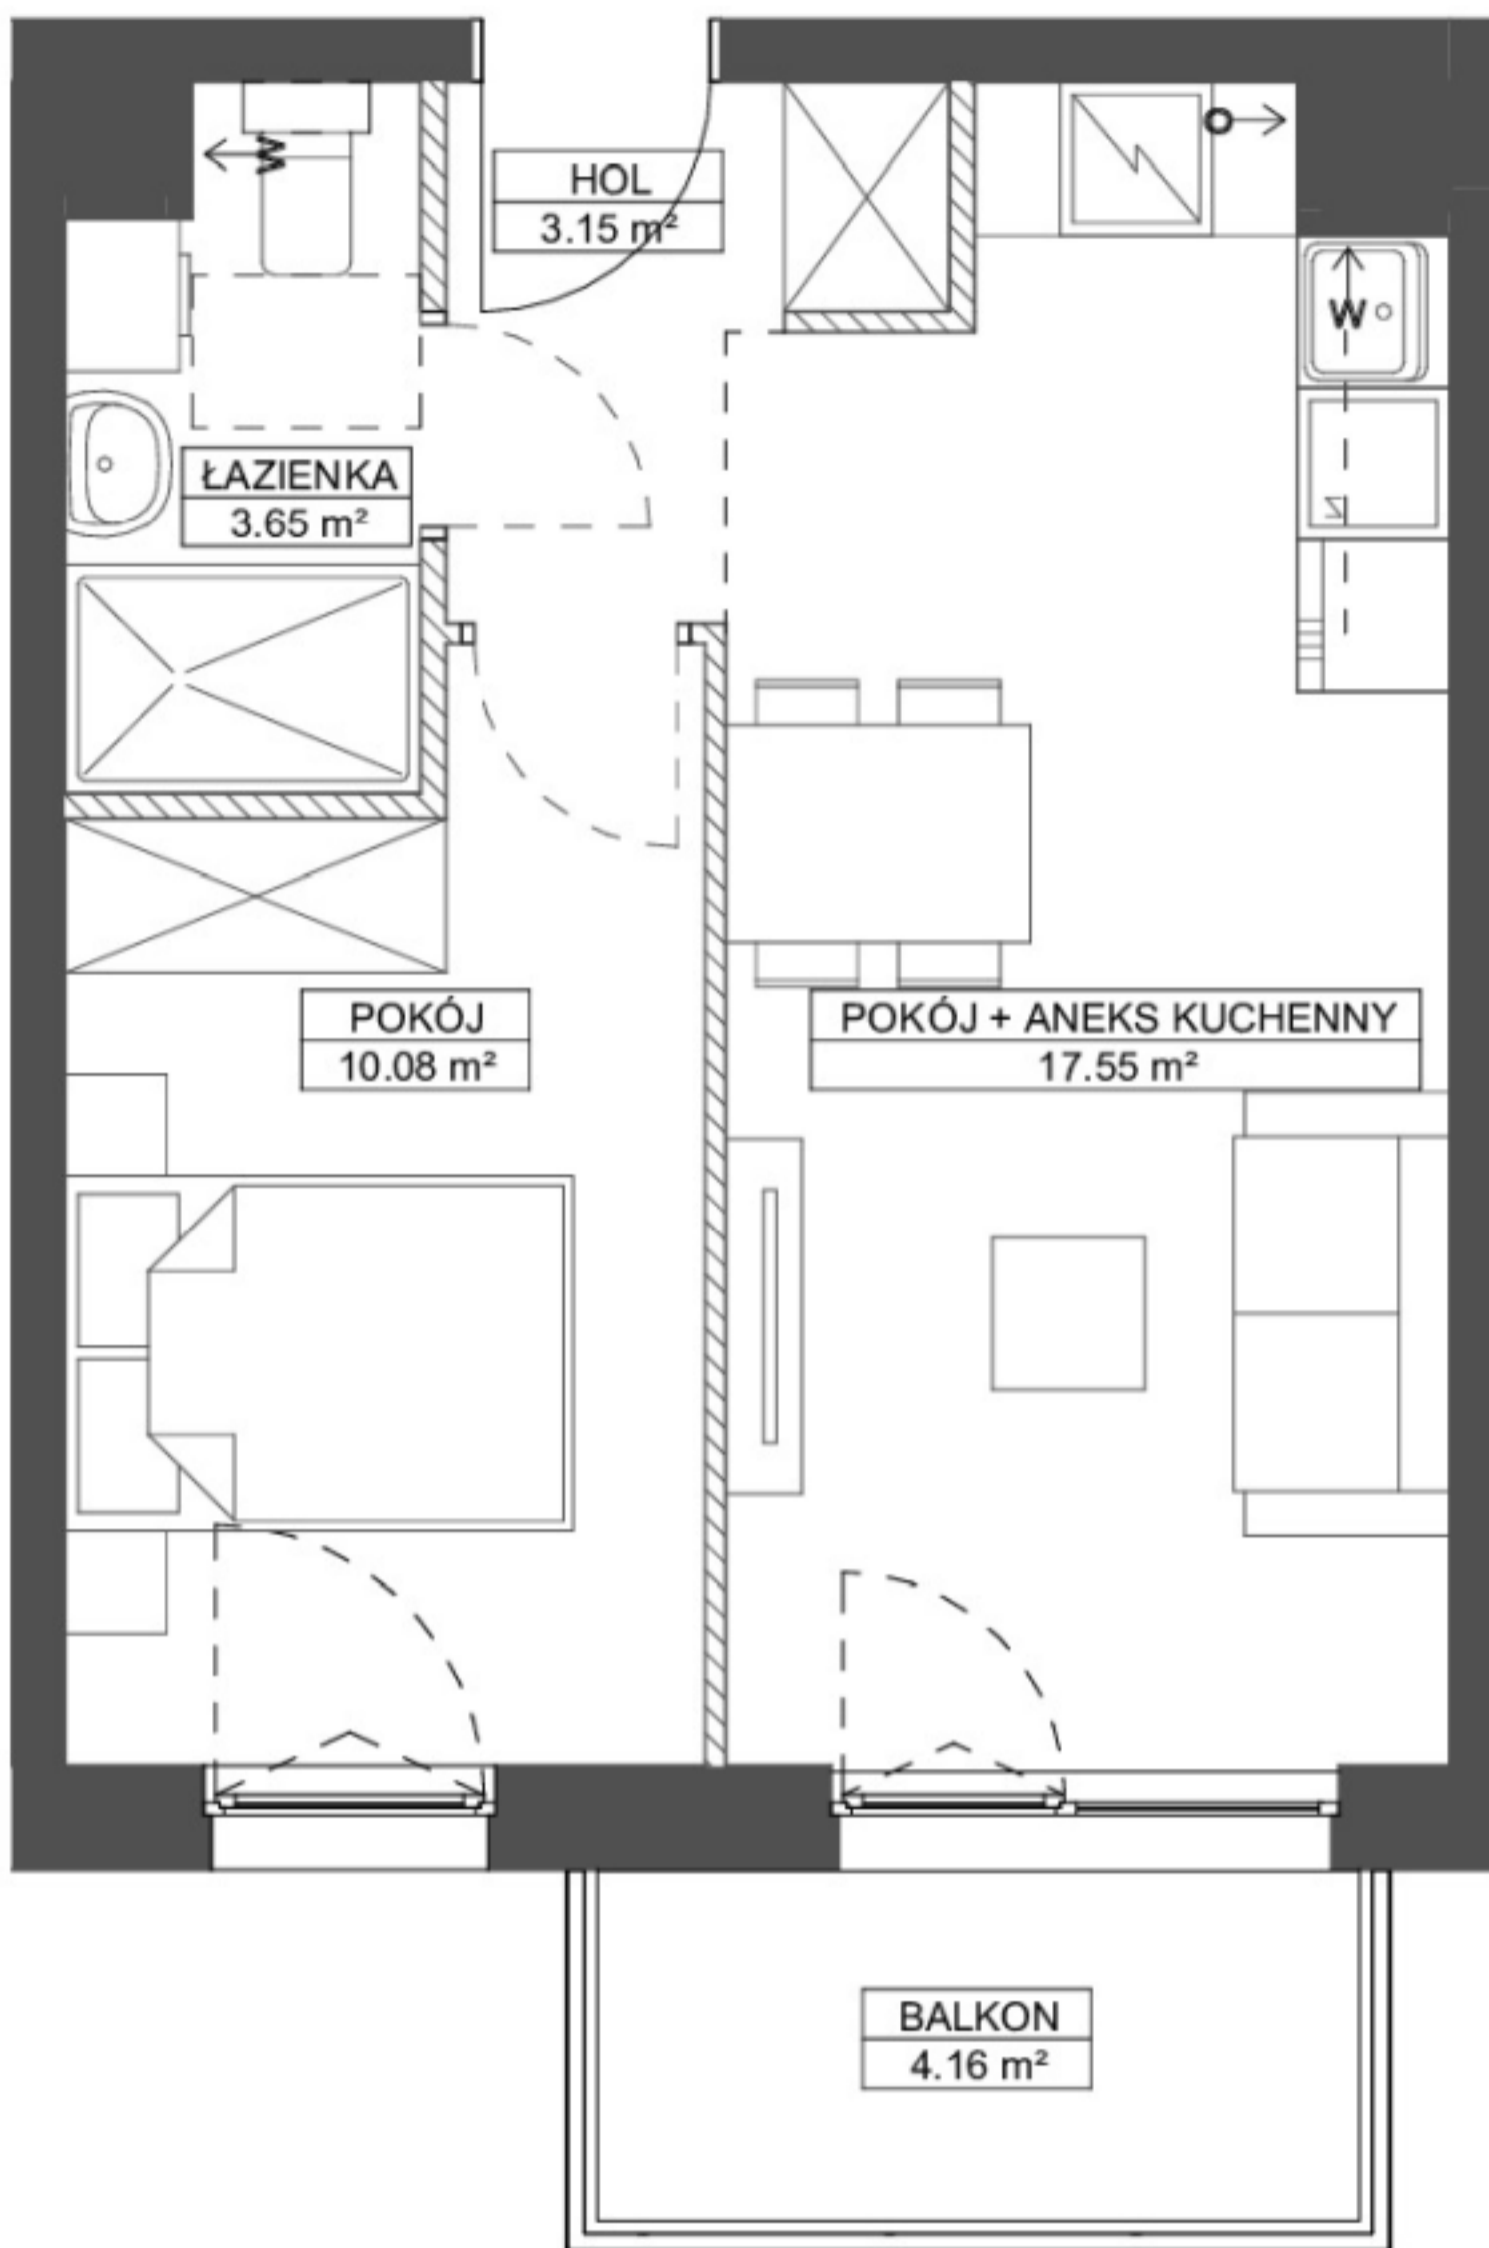 HOL
3.15 m²
W
O
W
ŁAZIENKA
3.65 m²
POKÓJ
10.08 m²
POKÓJ + ANEKS KUCHENNY
17.55 m²
BALKON
4.16 m²